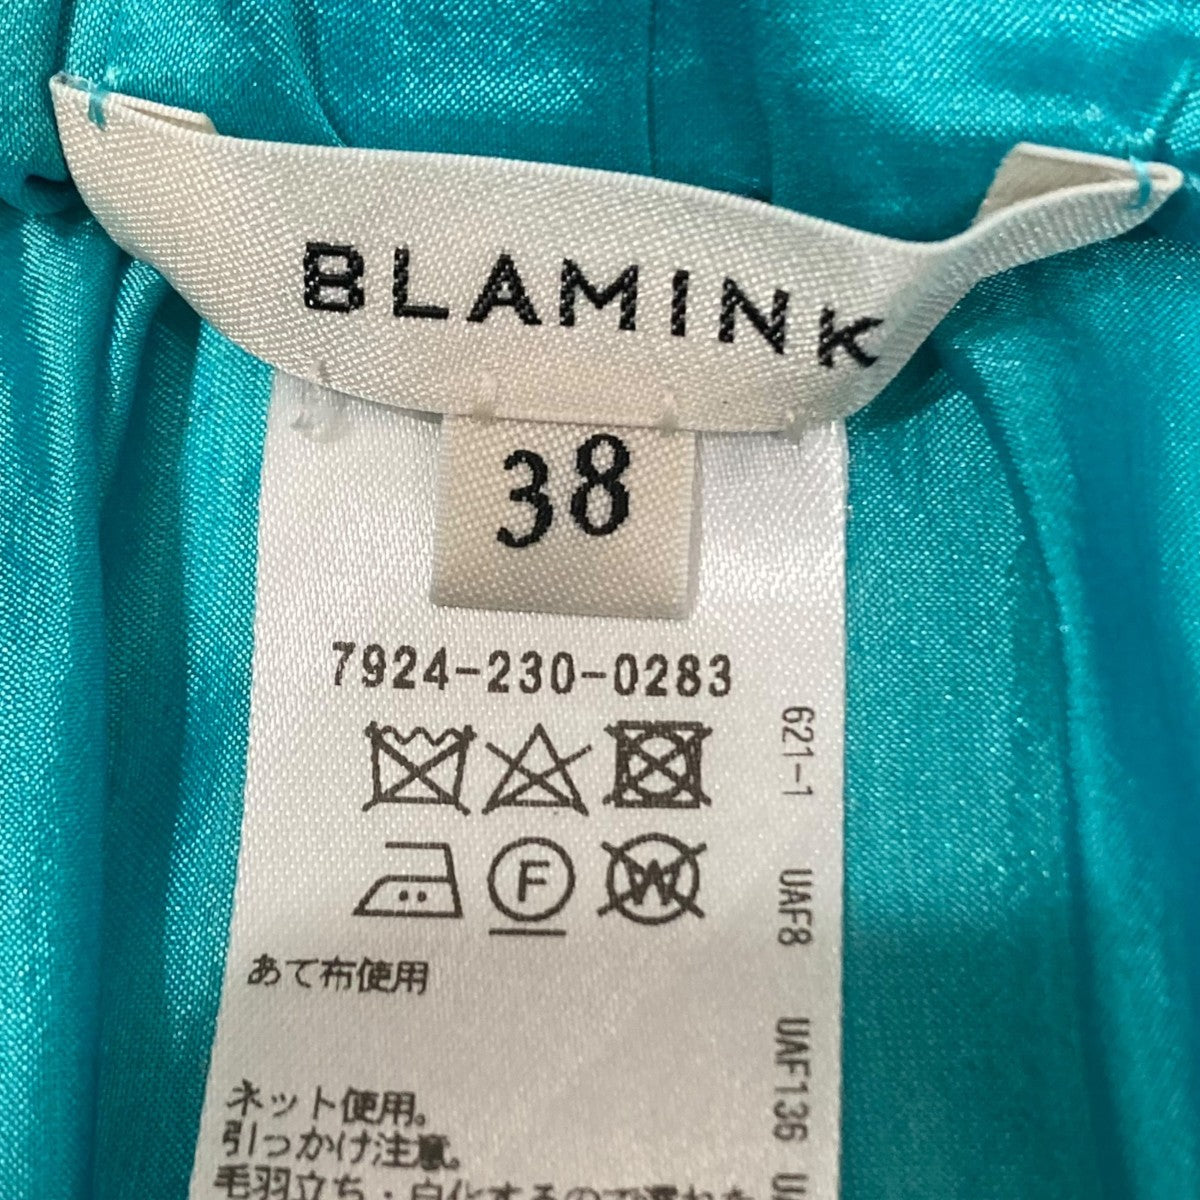 BLAMINK
38
7924-230-0283
F
W
あて布使用
ネット使用。
引っかけ注意。
毛羽立ち・白化するので濡れた
621-1 UAF8 UAF136